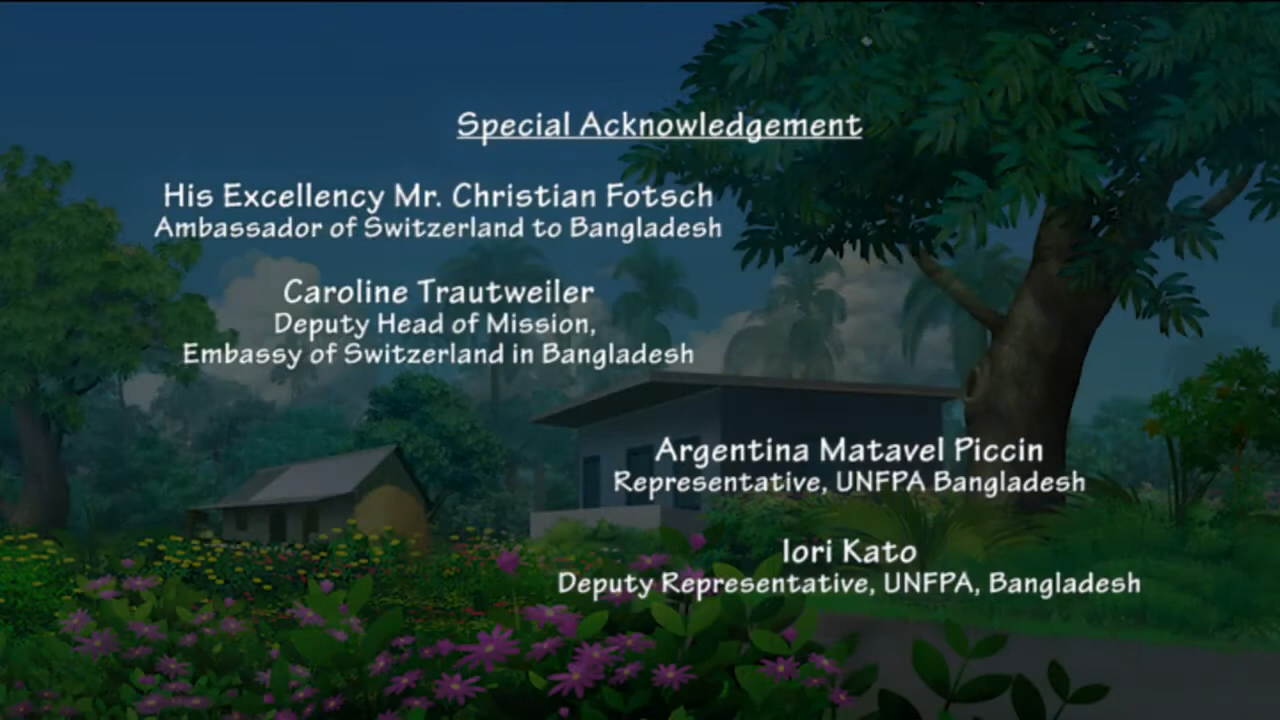 Special Acknowledgement
His Excellency Mr. Christian Fotsch
Ambassador of Switzerland to Bangladesh
Caroline Trautweiler
Deputy Head of Mission,
Embassy of Switzerland in Bangladesh
Argentina Matavel Piccin
Representative, UNFPA Bangladesh
Iori Kato
Deputy Representative, UNFPA, Bangladesh